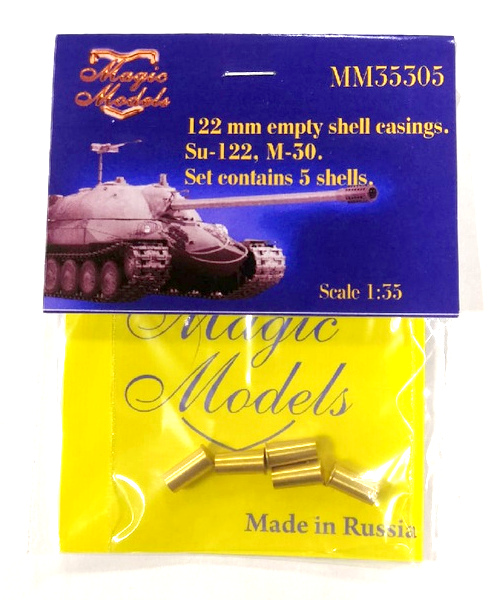 Magic
Models
MM35305
122 mm empty shell casings.
Su-122, M-30.
Set contains 5 shells.
Scale 1:35
Magic
Models
Made in Russia